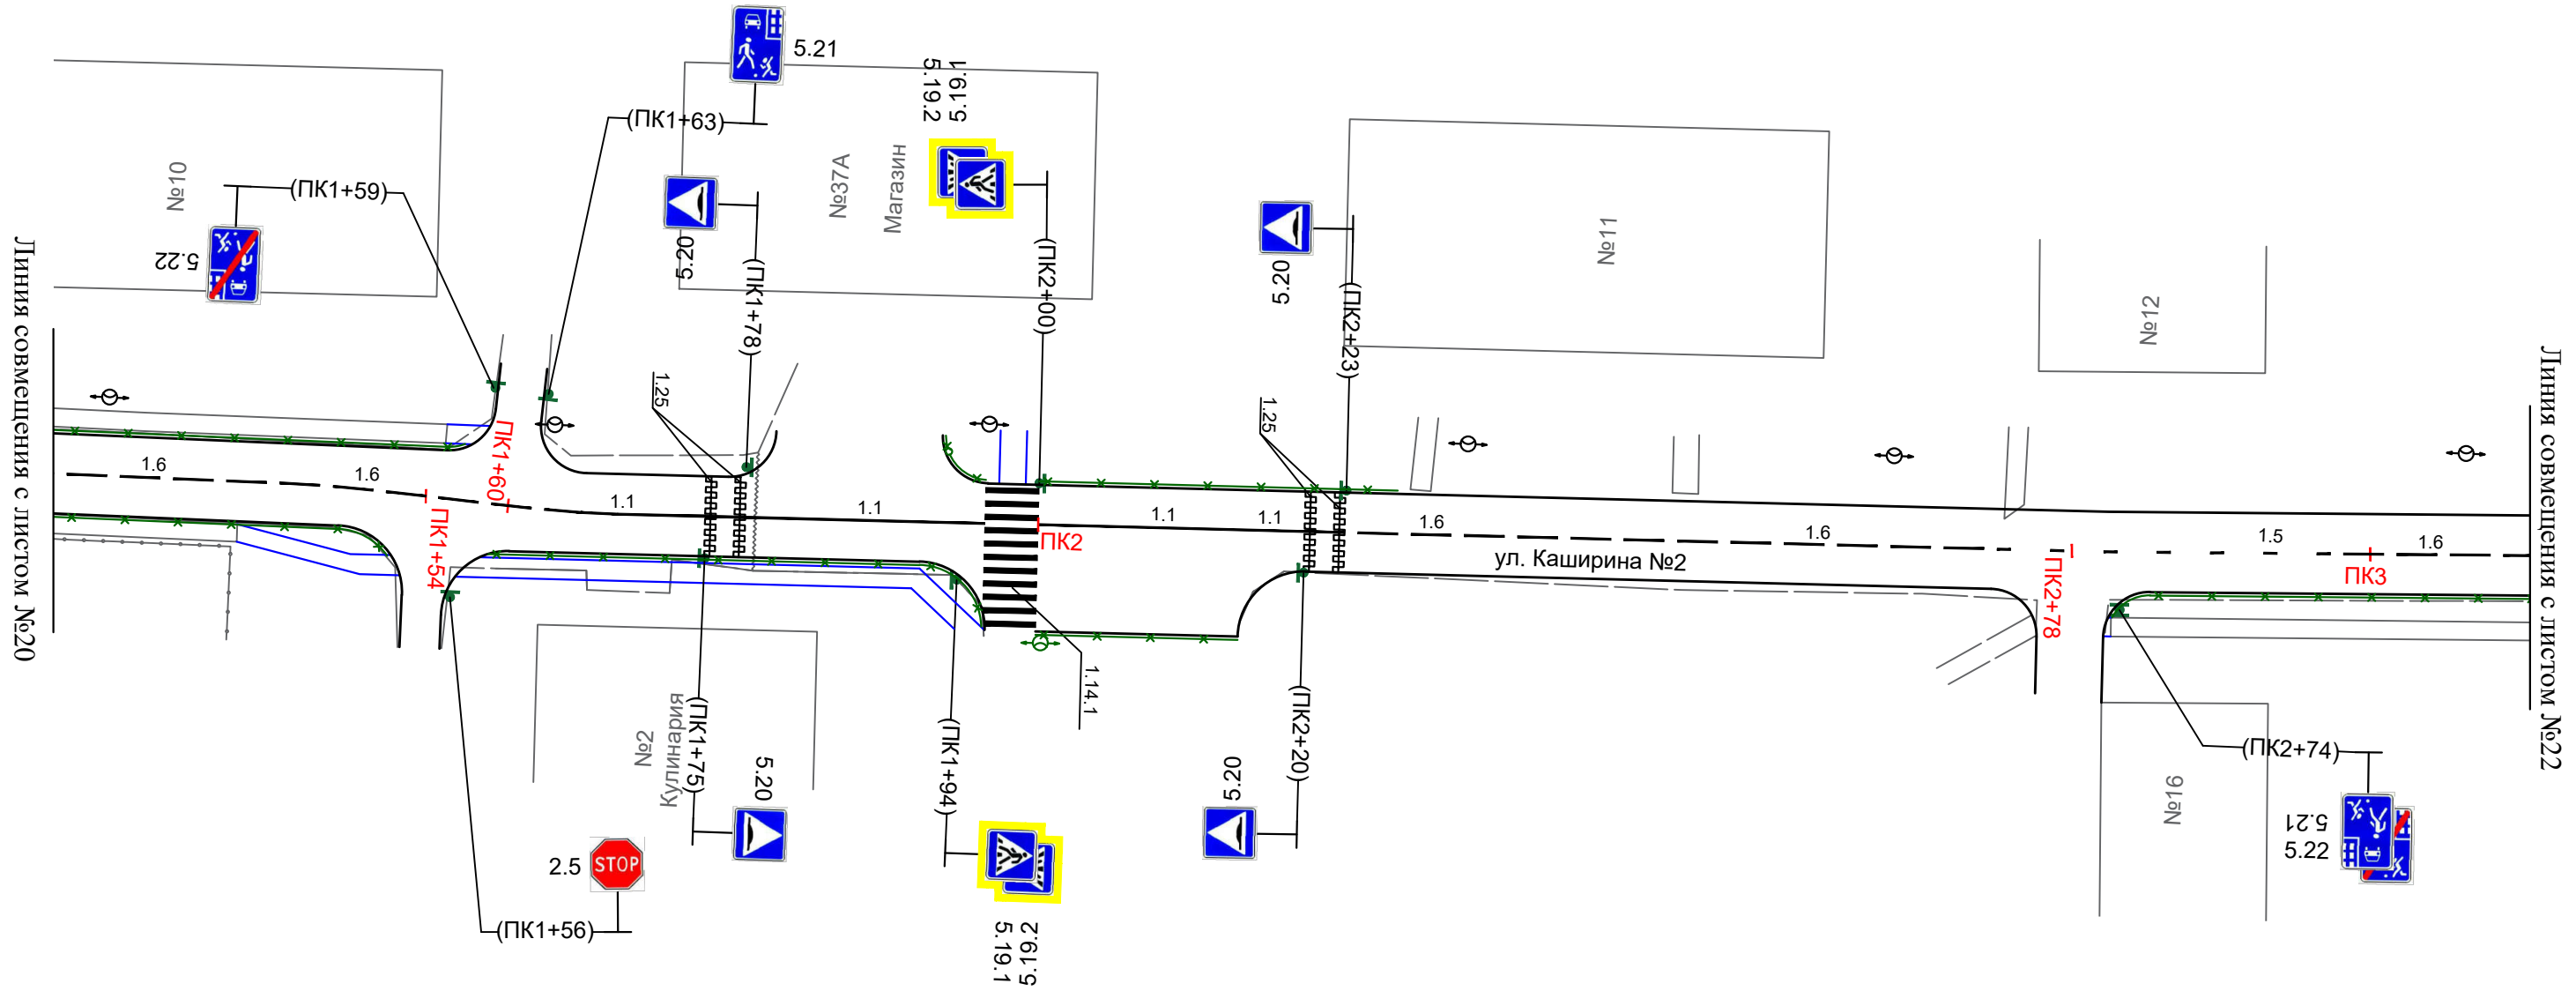 5.21
5.19.1
5.19.2
(ПК1+63)
№10
(ПК1+59)
5.22
№37А
Магазин
5.20
(ПК1+78)
(ПК2+00)
5.20
(ПК2+23)
№11
№12
Линия совмещения с листом №20
Линия совмещения с листом №22
1.25
1.25
1.6
1.6
ПК1+60
ПК1+54
1.1
1.1
ПК2
1.1
1.1
1.6
1.6
1.5
1.6
ул. Каширина №2
ПК2+78
ПК3
1.14.1
№2
Кулинария
(ПК1+75)
5.20
(ПК1+94)
5.20
(ПК2+20)
(ПК2+74)
№16
5.21
5.22
2.5
STOP
(ПК1+56)
5.19.2
5.19.1